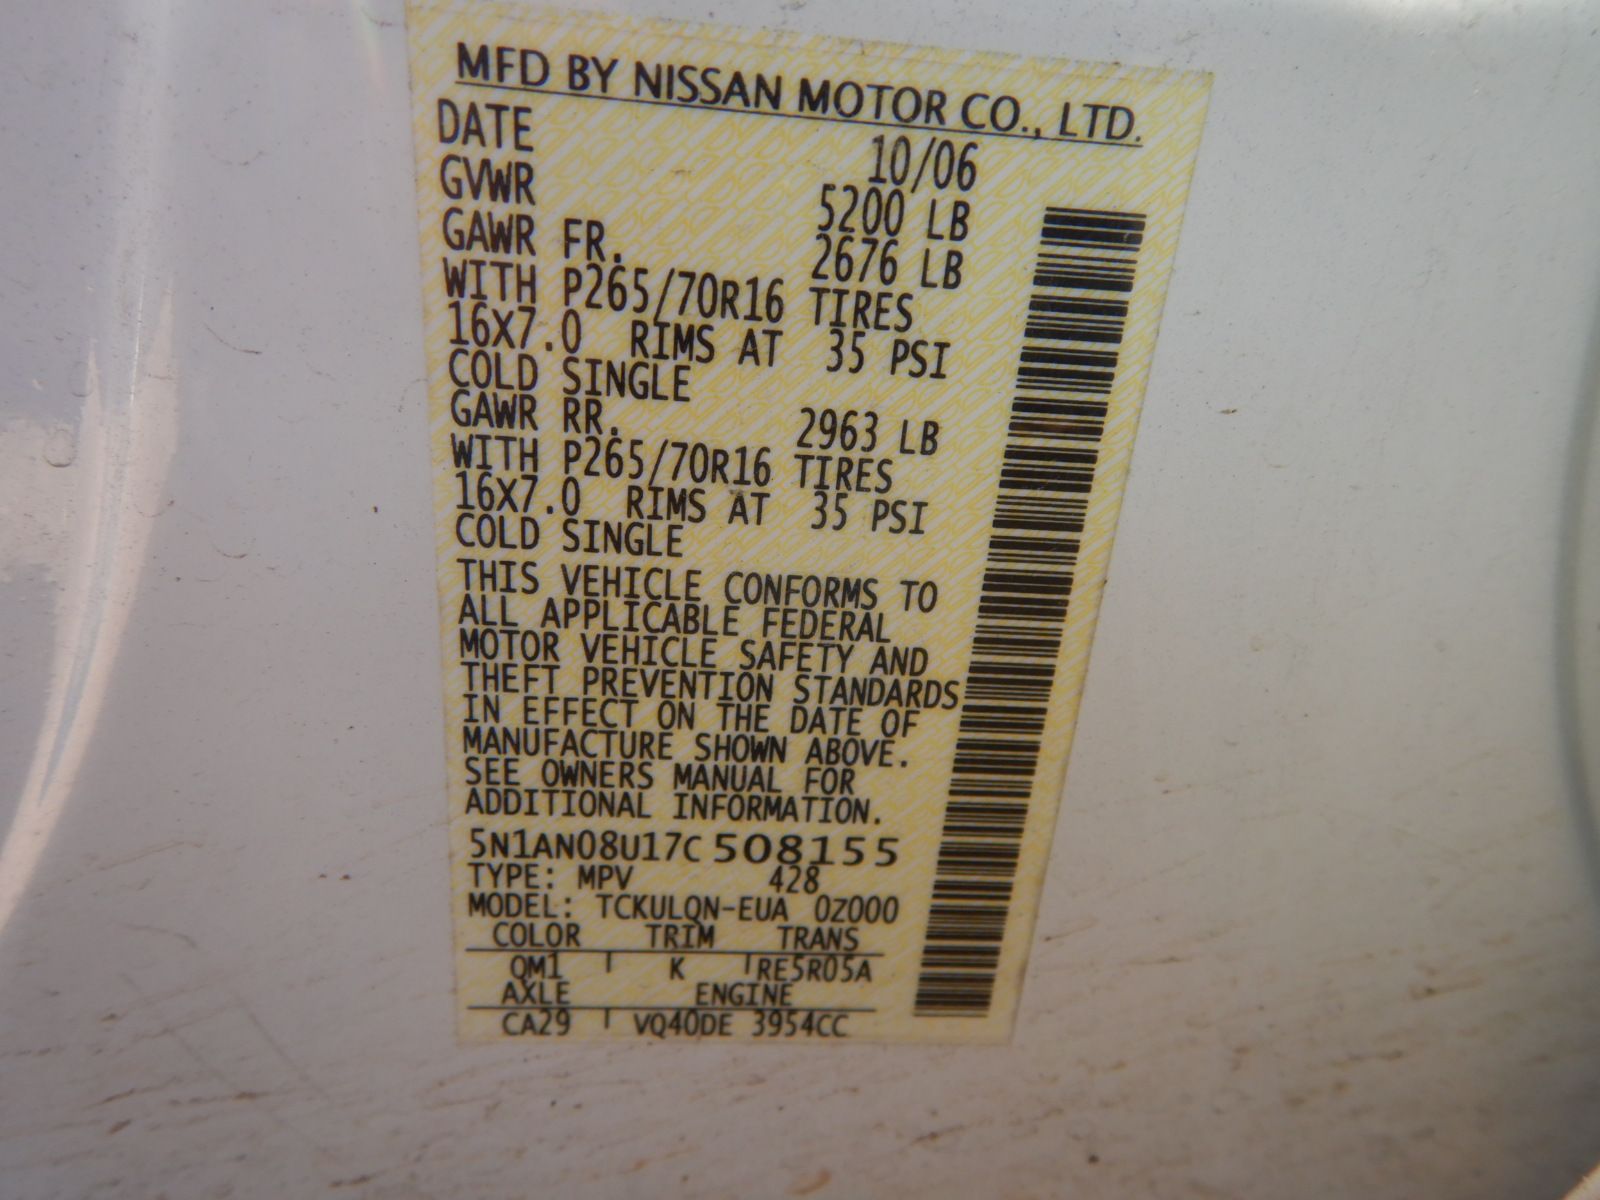 MFD BY NISSAN MOTOR CO., LTD.
DATE 10/06
GVWR 5200 LB
GAWR FR. 2676 LB
WITH P265/70R16 TIRES
16X7.0 RIMS AT 35 PSI
COLD SINGLE
GAWR RR. 2963 LB
WITH P265/70R16 TIRES
16X7.0 RIMS AT 35 PSI
COLD SINGLE
THIS VEHICLE CONFORMS TO
ALL APPLICABLE FEDERAL
MOTOR VEHICLE SAFETY AND
THEFT PREVENTION STANDARDS
IN EFFECT ON THE DATE OF
MANUFACTURE SHOWN ABOVE.
SEE OWNERS MANUAL FOR
ADDITIONAL INFORMATION.
5N1AN08U17C508155
TYPE: MPV 428
MODEL: TCKULQN-EUA 0Z000
COLOR TRIM TRANS
QM1 K RE5R05A
AXLE ENGINE
CA29 VQ40DE 3954CC